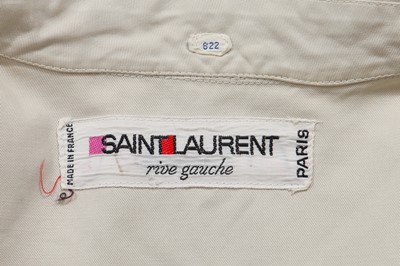 822
MADE IN FRANCE
SAINT LAURENT
rive gauche
PARIS